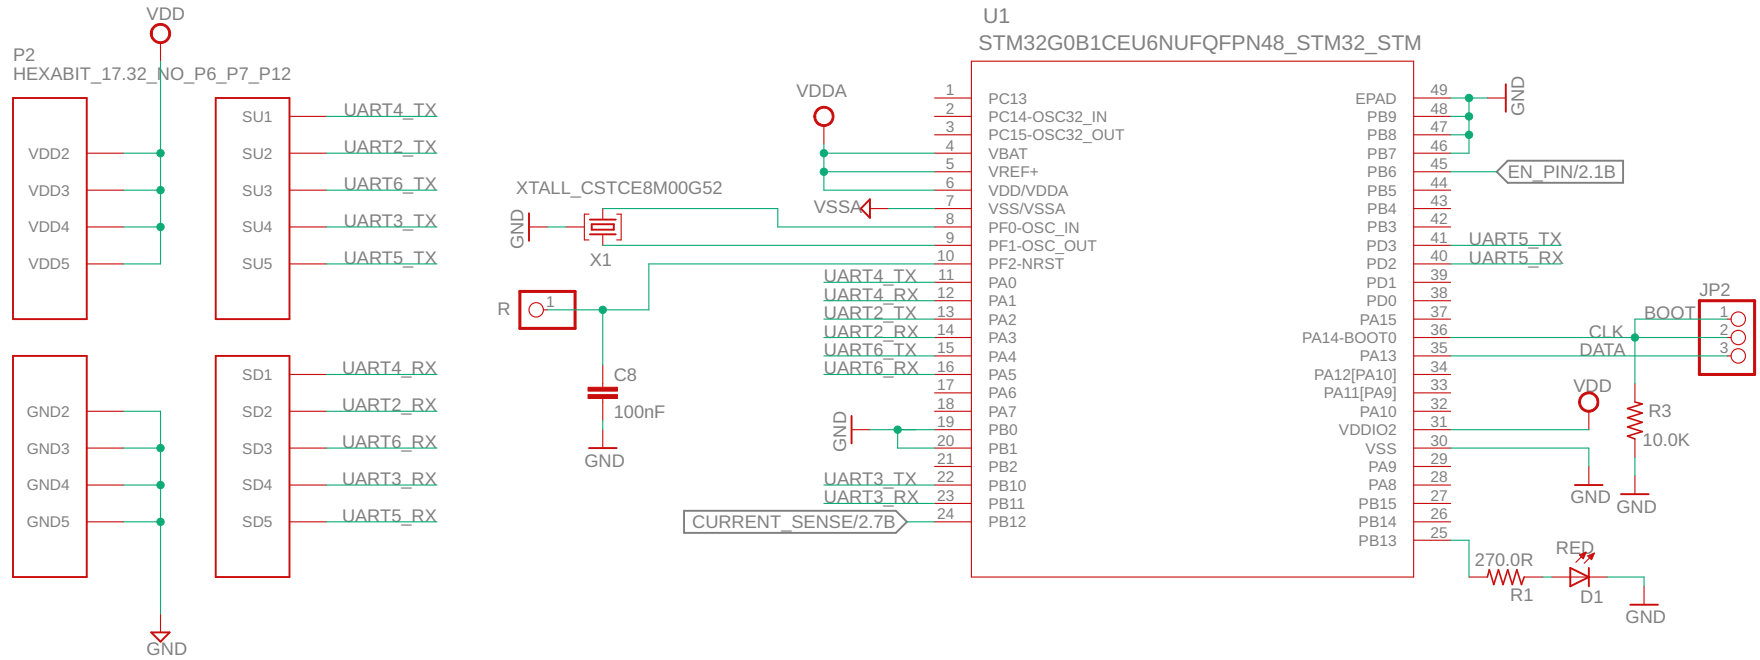 VDD
P2
HEXABIT_17.32_NO_P6_P7_P12
VDD2
VDD3
VDD4
VDD5
SU1 UART4_TX
SU2 UART2_TX
SU3 UART6_TX
SU4 UART3_TX
SU5 UART5_TX
GND2
GND3
GND4
GND5
SD1 UART4_RX
SD2 UART2_RX
SD3 UART6_RX
SD4 UART3_RX
SD5 UART5_RX
GND
VDDA
XTALL_CSTCE8M00G52
GND
X1
VSSA
R
1
C8
100nF
GND
GND
U1
STM32G0B1CEU6NUFQFPN48_STM32_STM
1 PC13
2 PC14-OSC32_IN
3 PC15-OSC32_OUT
4 VBAT
5 VREF+
6 VDD/VDDA
7 VSS/VSSA
8 PF0-OSC_IN
9 PF1-OSC_OUT
10 PF2-NRST
UART4_TX 11 PA0
UART4_RX 12 PA1
UART2_TX 13 PA2
UART2_RX 14 PA3
UART6_TX 15 PA4
UART6_RX 16 PA5
17 PA6
18 PA7
19 PB0
20 PB1
21 PB2
UART3_TX 22 PB10
UART3_RX 23 PB11
CURRENT_SENSE/2.7B 24 PB12
EPAD 49
PB9 48
PB8 47
PB7 46
PB6 45 EN_PIN/2.1B
PB5 44
PB4 43
PB3 42
PD3 41 UART5_TX
PD2 40 UART5_RX
PD1 39
PD0 38
PA15 37
PA14-BOOT0 36
PA13 35
PA12[PA10] 34
PA11[PA9] 33
PA10 32
VDDIO2 31
VSS 30
PA9 29
PA8 28
PB15 27
PB14 26
PB13 25
GND
JP2
BOOT 1
CLK 2
DATA 3
VDD
R3
10.0K
GND
GND
270.0R
R1
RED
D1
GND